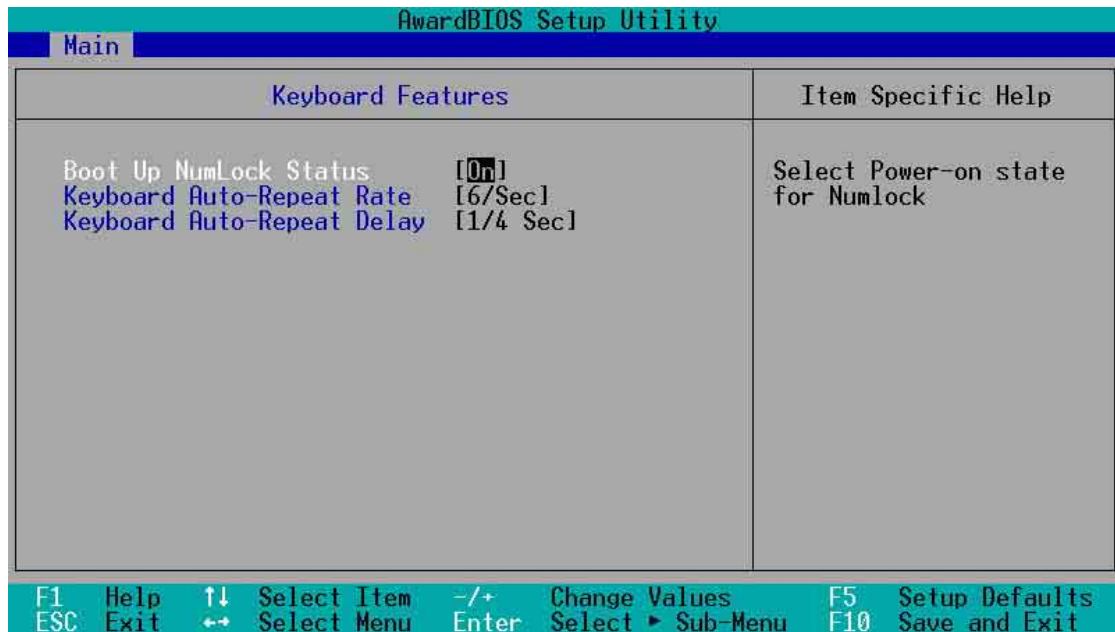 AwardBIOS Setup Utility
Main
Keyboard Features
Item Specific Help
Boot Up NumLock Status [On]
Keyboard Auto-Repeat Rate [6/Sec]
Keyboard Auto-Repeat Delay [1/4 Sec]
Select Power-on state
for Numlock
F1 Help ↑↓ Select Item -/+ Change Values F5 Setup Defaults
ESC Exit ←→ Select Menu Enter Select ► Sub-Menu F10 Save and Exit